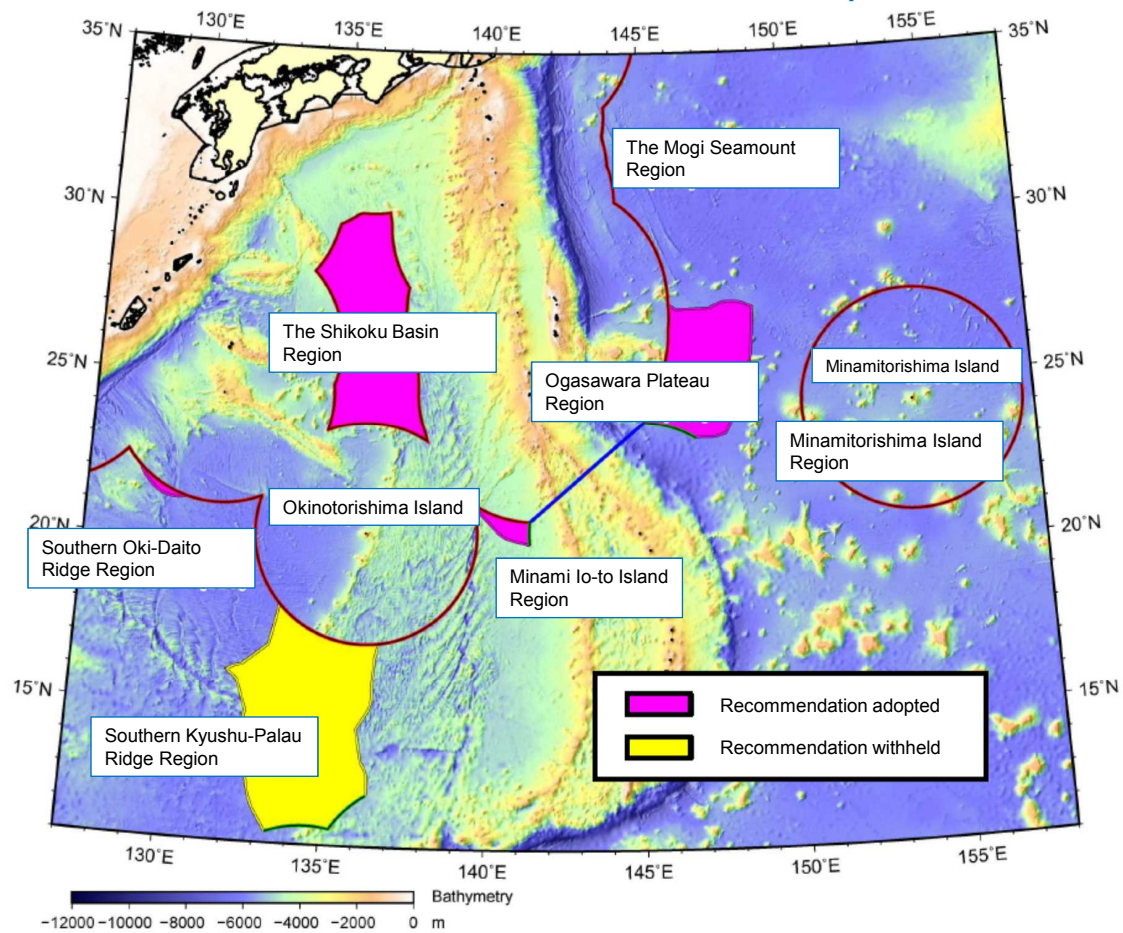 130˚E
135˚E
140˚E
145˚E
150˚E
155˚E
35˚N
35˚N
The Mogi Seamount
Region
30˚N
30˚N
The Shikoku Basin
Region
25˚N
25˚N
Minamitorishima Island
Ogasawara Plateau
Region
Minamitorishima Island
Region
Okinotorishima Island
20˚N
20˚N
Southern Oki-Daito
Ridge Region
Minami Io-to Island
Region
15˚N
15˚N
Recommendation adopted
Southern Kyushu-Palau
Ridge Region
Recommendation withheld
130˚E
135˚E
140˚E
145˚E
150˚E
155˚E
Bathymetry
−12000 −10000 −8000 −6000 −4000 −2000 0 m